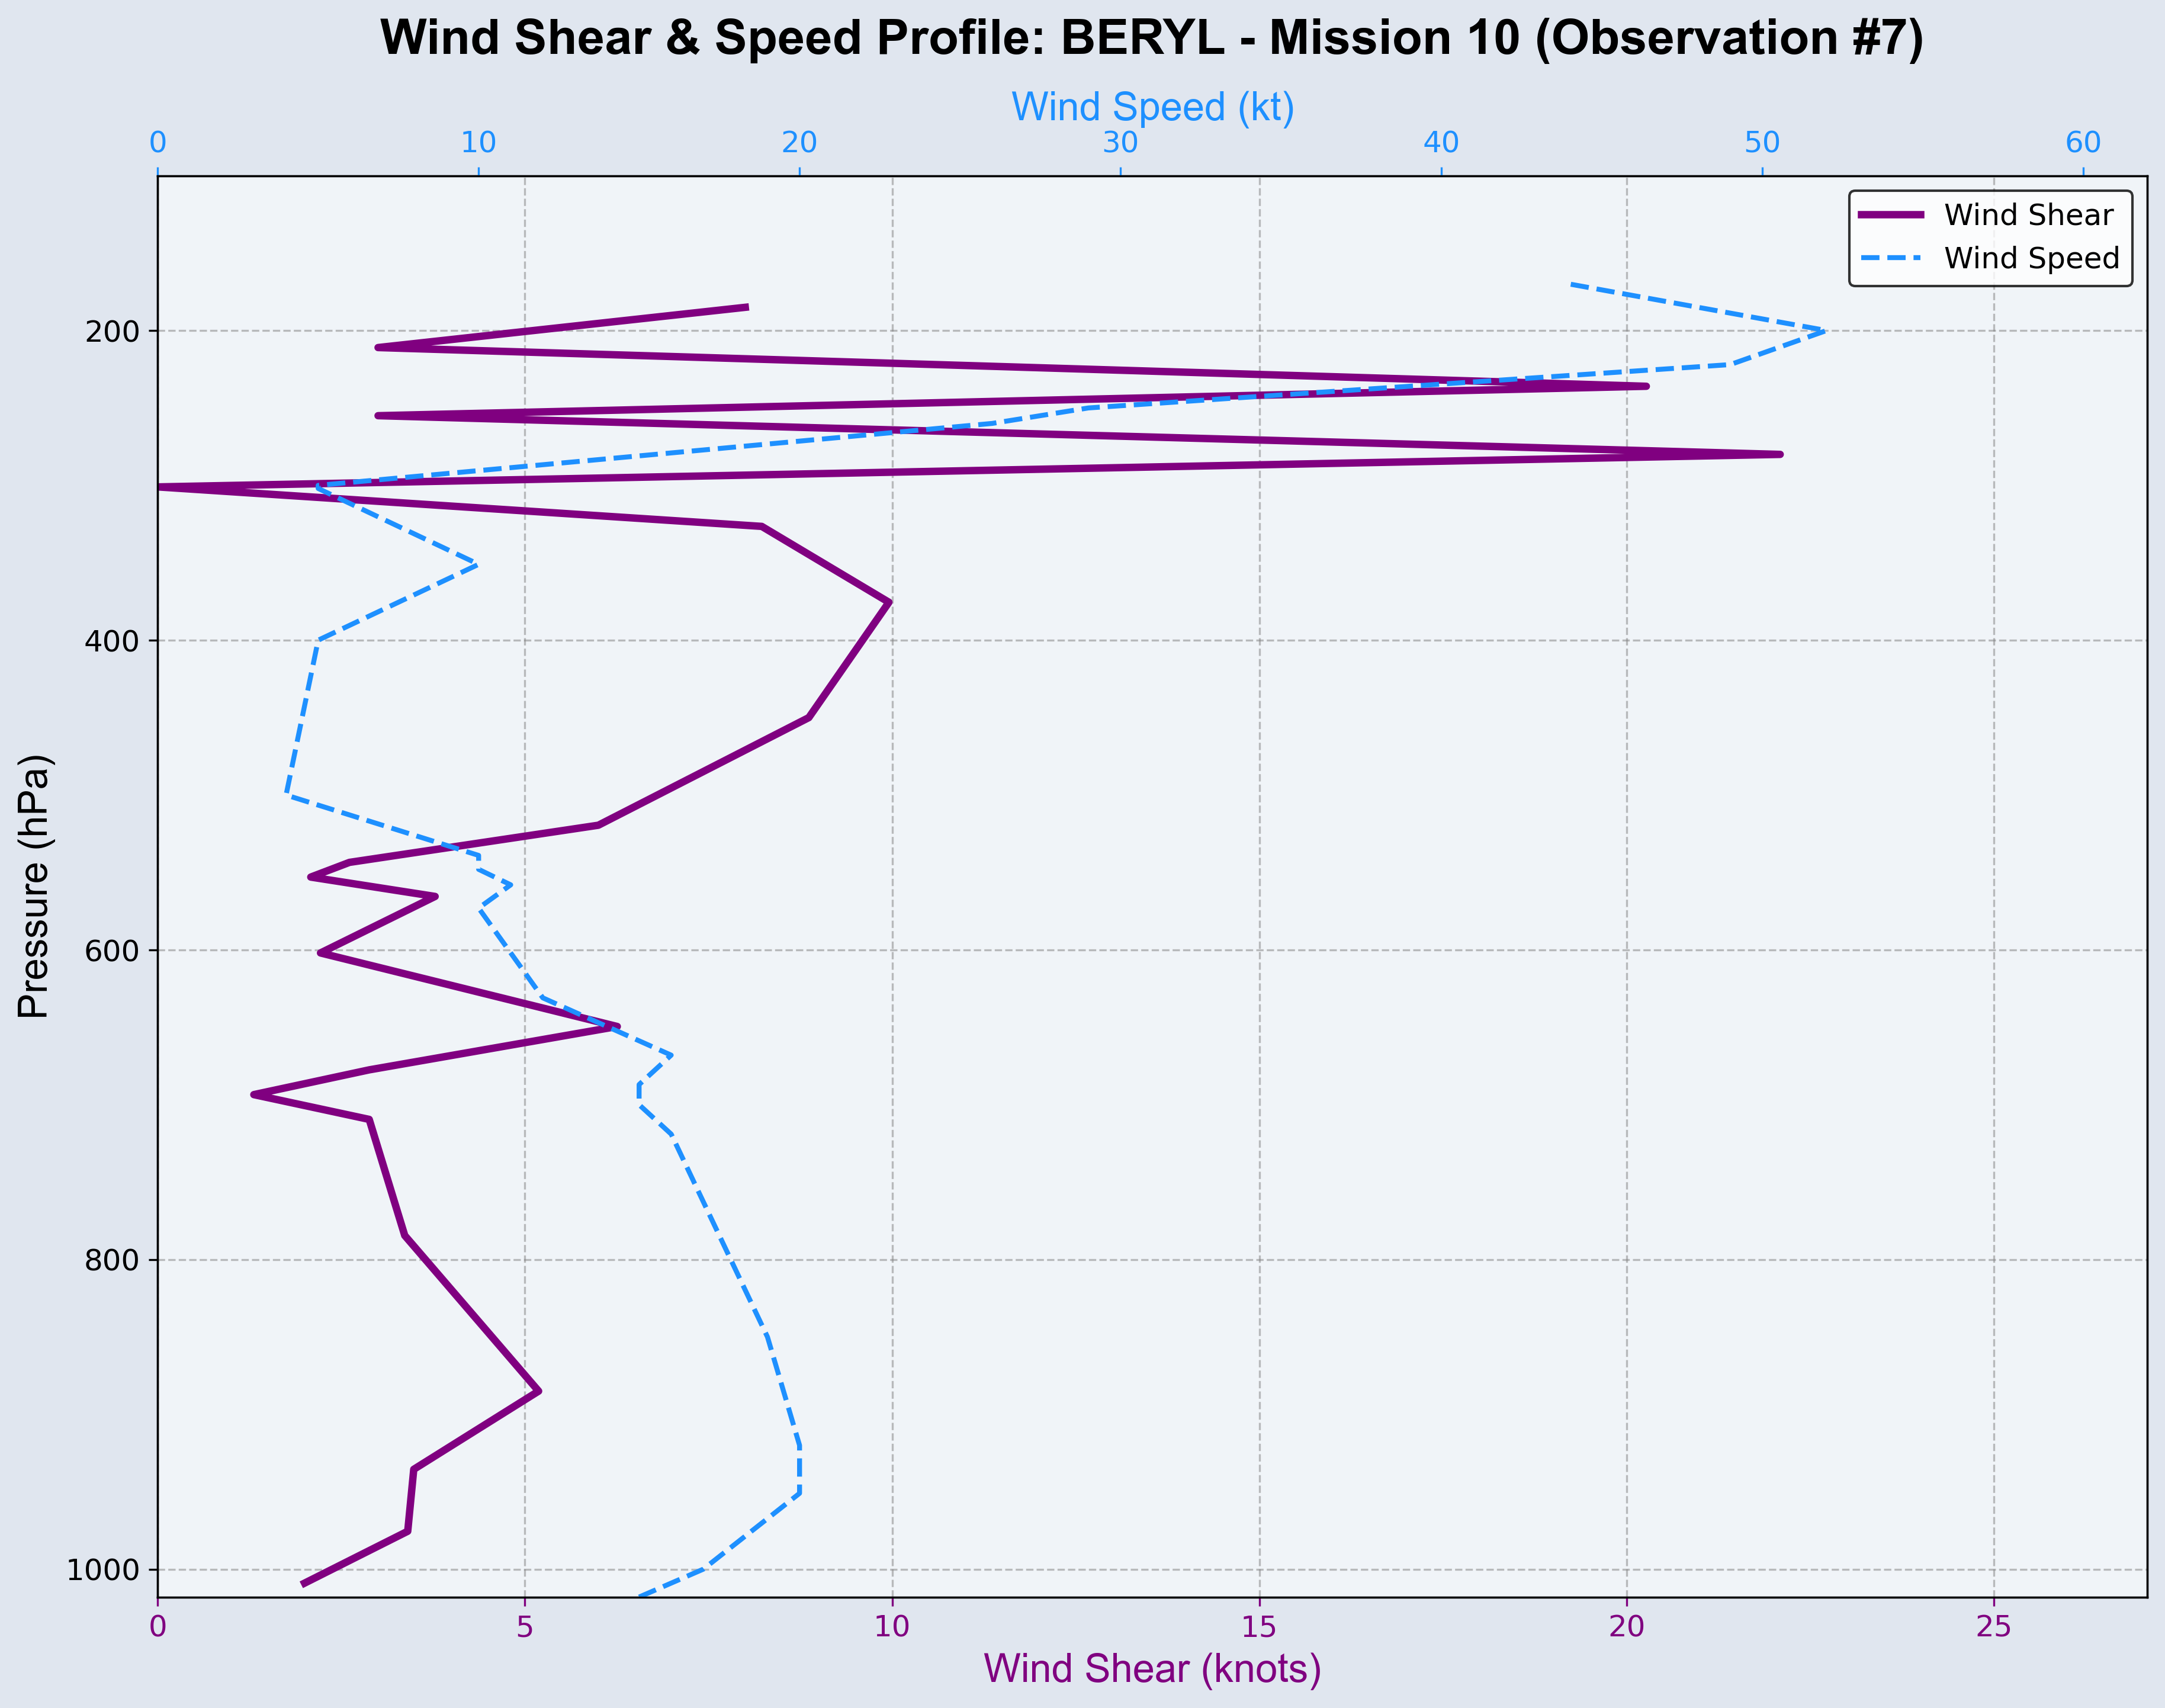 Wind Shear & Speed Profile: BERYL - Mission 10 (Observation #7)
Wind Speed (kt)
0 10 20 30 40 50 60
Wind Shear
Wind Speed
200
400
600
800
1000
Pressure (hPa)
0 5 10 15 20 25
Wind Shear (knots)